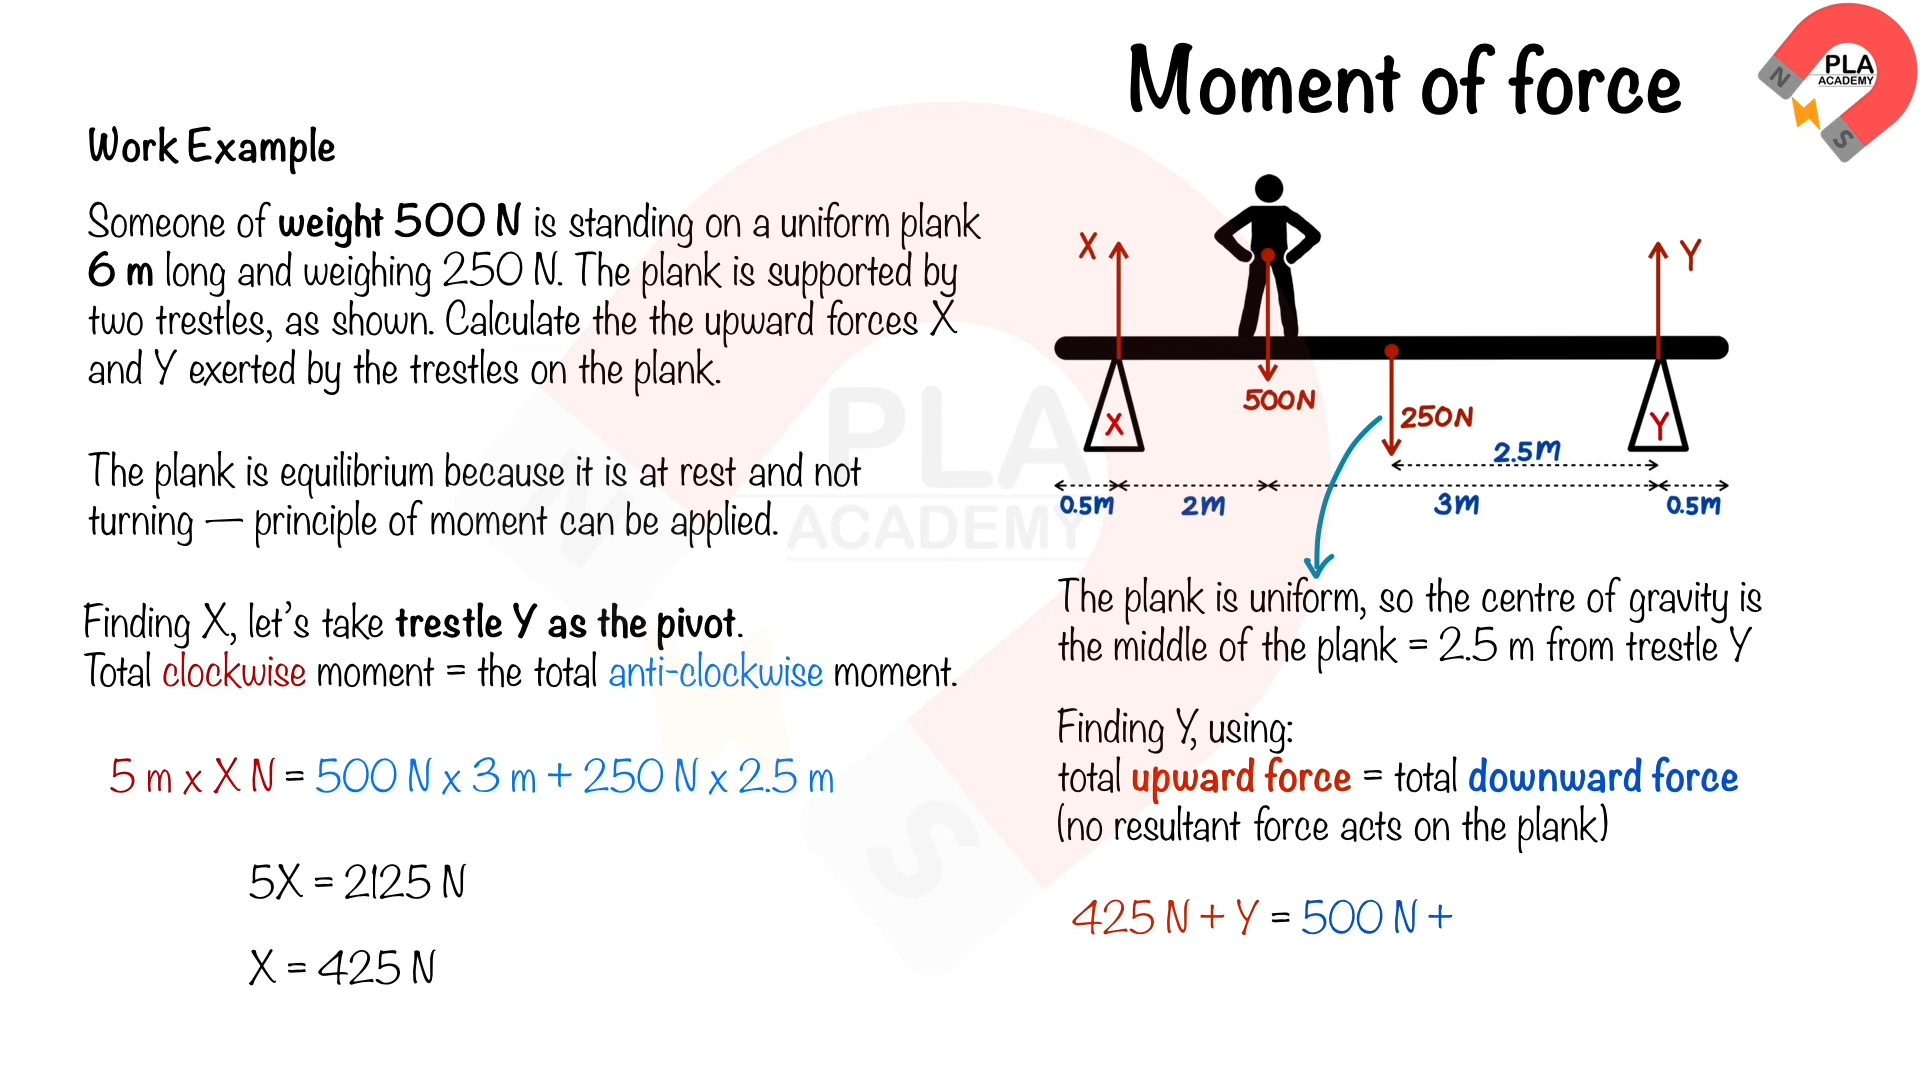 Moment of force
N
PLA
ACADEMY
S
Work Example
Someone of weight 500 N is standing on a uniform plank
6 m long and weighing 250 N. The plank is supported by
two trestles, as shown. Calculate the the upward forces X
and Y exerted by the trestles on the plank.
The plank is equilibrium because it is at rest and not
turning — principle of moment can be applied.
Finding X, let's take trestle Y as the pivot.
Total clockwise moment = the total anti-clockwise moment.
5 m x X N = 500 N x 3 m + 250 N x 2.5 m
5X = 2125 N
X = 425 N
X
Y
500N
250N
X
Y
2.5M
0.5M
2M
3M
0.5M
The plank is uniform, so the centre of gravity is
the middle of the plank = 2.5 m from trestle Y
Finding Y, using:
total upward force = total downward force
(no resultant force acts on the plank)
425 N + Y = 500 N +
N
PLA
ACADEMY
S